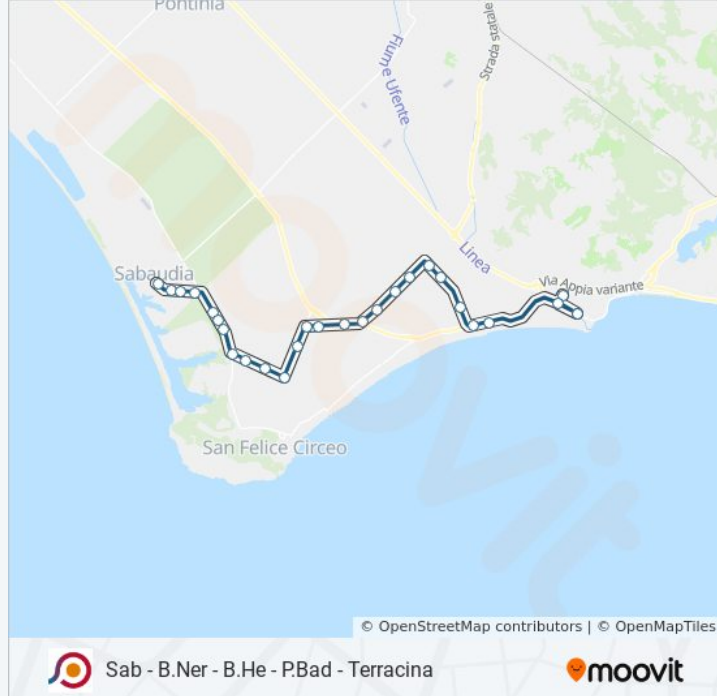 Pontinia
Fiume Ufente
Strada statale
Linea
Sabaudia
Via Appia variante
San Felice Circeo
moovit
© OpenStreetMap contributors | © OpenMapTiles
Sab - B.Ner - B.He - P.Bad - Terracina
moovit